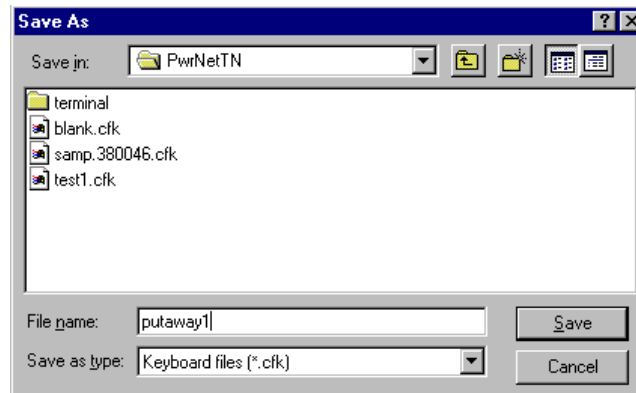 Save As
Save in: PwrNetTN
terminal
blank.cfk
samp.380046.cfk
test1.cfk
File name: putaway1 Save
Save as type: Keyboard files (*.cfk) Cancel